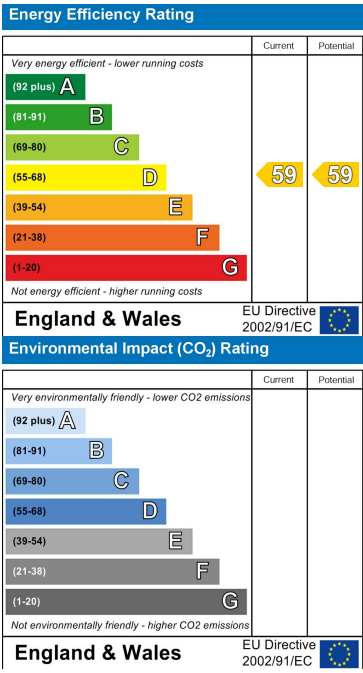 Energy Efficiency Rating
Current Potential
Very energy efficient - lower running costs
(92 plus) A
(81-91) B
(69-80) C
(55-68) D 59 59
(39-54) E
(21-38) F
(1-20) G
Not energy efficient - higher running costs
England & Wales
EU Directive
2002/91/EC
Environmental Impact (CO₂) Rating
Current Potential
Very environmentally friendly - lower CO2 emissions
(92 plus) A
(81-91) B
(69-80) C
(55-68) D
(39-54) E
(21-38) F
(1-20) G
Not environmentally friendly - higher CO2 emissions
England & Wales
EU Directive
2002/91/EC